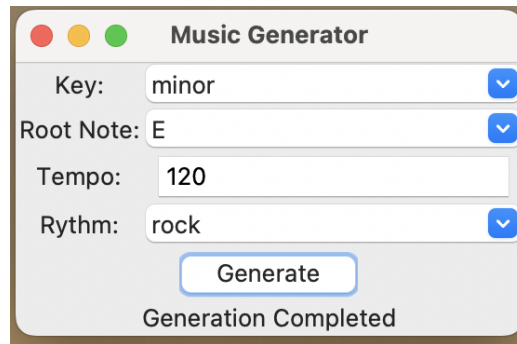 Music Generator
Key: minor
Root Note: E
Tempo: 120
Rythm: rock
Generate
Generation Completed